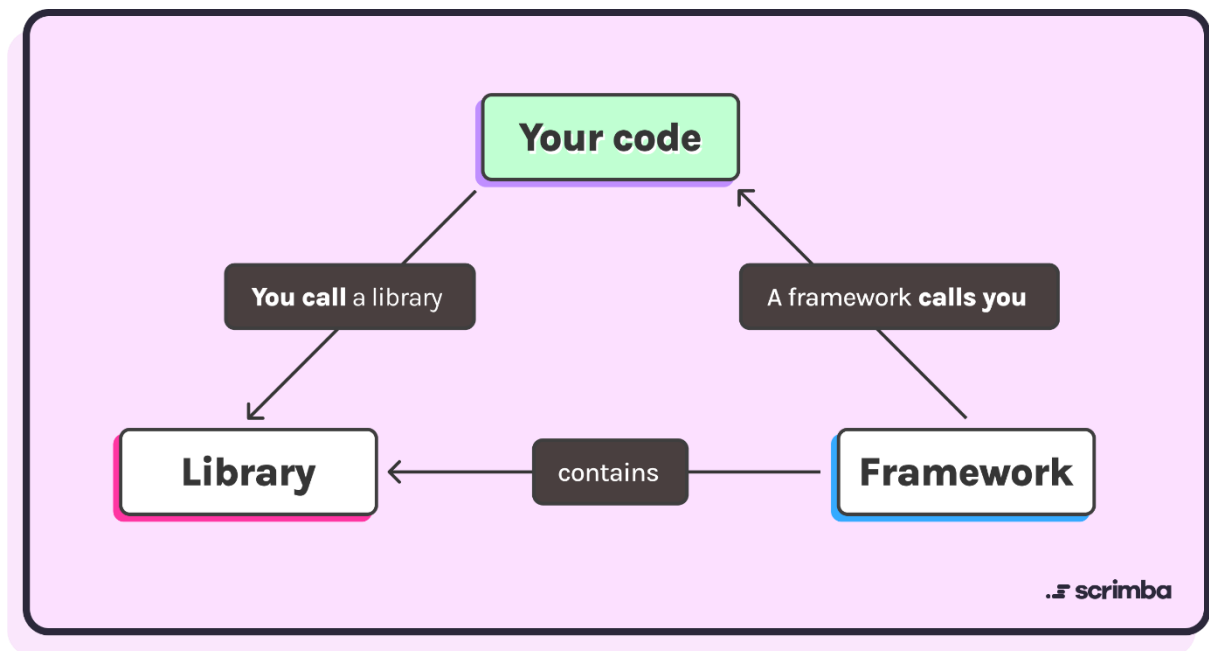 Your code
You call a library
A framework calls you
Library
contains
Framework
scrimba